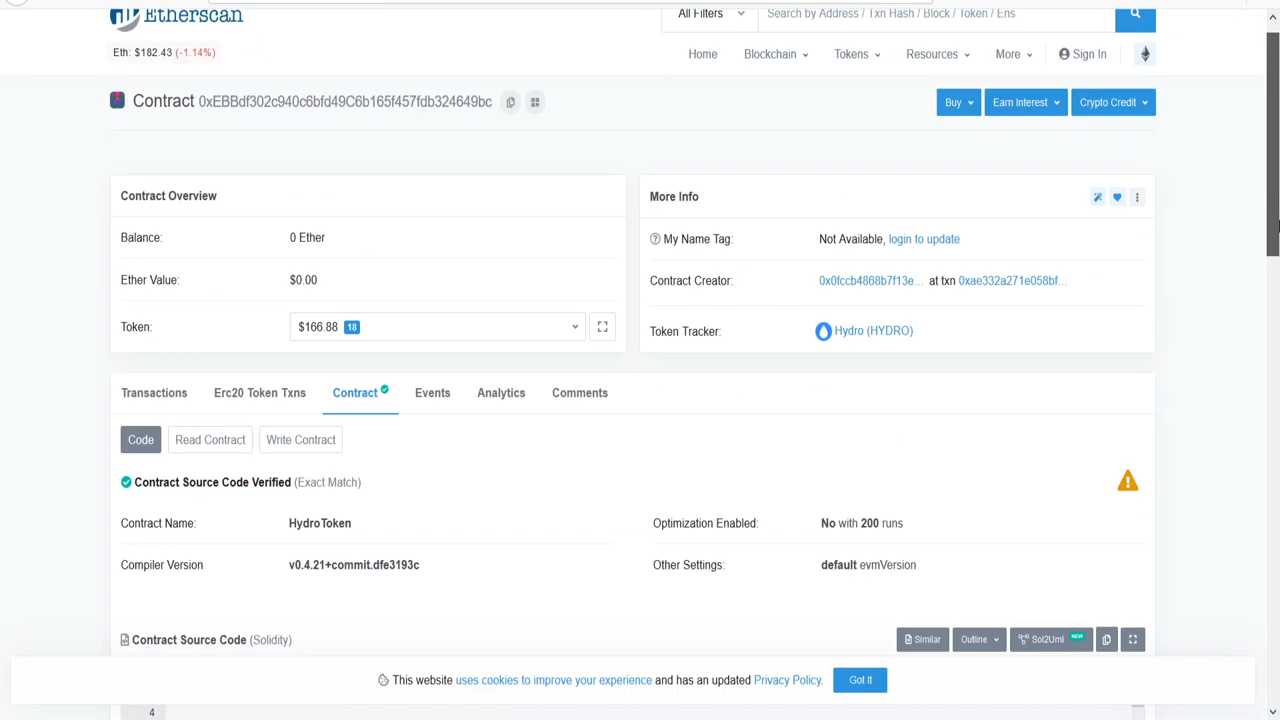 Etherscan
All Filters
Search by Address / Txn Hash / Block / Token / Ens
Eth: $182.43 (-1.14%)
Home Blockchain Tokens Resources More Sign In
Contract 0xEBBdf302c940c6bfd49C6b165f457fdb324649bc
Buy Earn Interest Crypto Credit
Contract Overview
Balance: 0 Ether
Ether Value: $0.00
Token: $166.88 18
More Info
My Name Tag: Not Available, login to update
Contract Creator: 0x0fccb4868b7f13e... at txn 0xae332a271e058bf...
Token Tracker: Hydro (HYDRO)
Transactions Erc20 Token Txns Contract Events Analytics Comments
Code Read Contract Write Contract
Contract Source Code Verified (Exact Match)
Contract Name: HydroToken
Optimization Enabled: No with 200 runs
Compiler Version v0.4.21+commit.dfe3193c
Other Settings: default evmVersion
Contract Source Code (Solidity)
Similar Outline Sol2Uml NEW
This website uses cookies to improve your experience and has an updated Privacy Policy. Got It
4